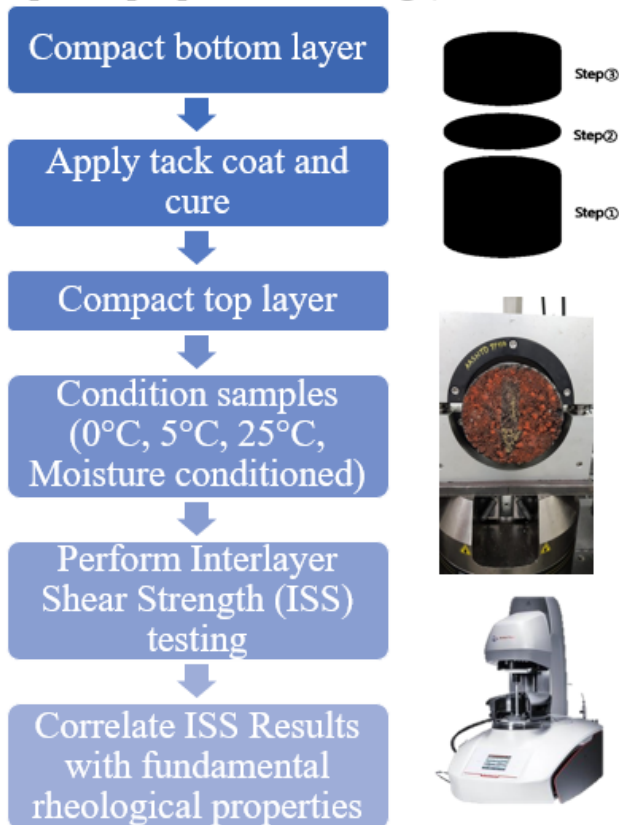 Compact bottom layer
Apply tack coat and
cure
Compact top layer
Condition samples
(0°C, 5°C, 25°C,
Moisture conditioned)
Perform Interlayer
Shear Strength (ISS)
testing
Correlate ISS Results
with fundamental
rheological properties
Step③
Step②
Step①